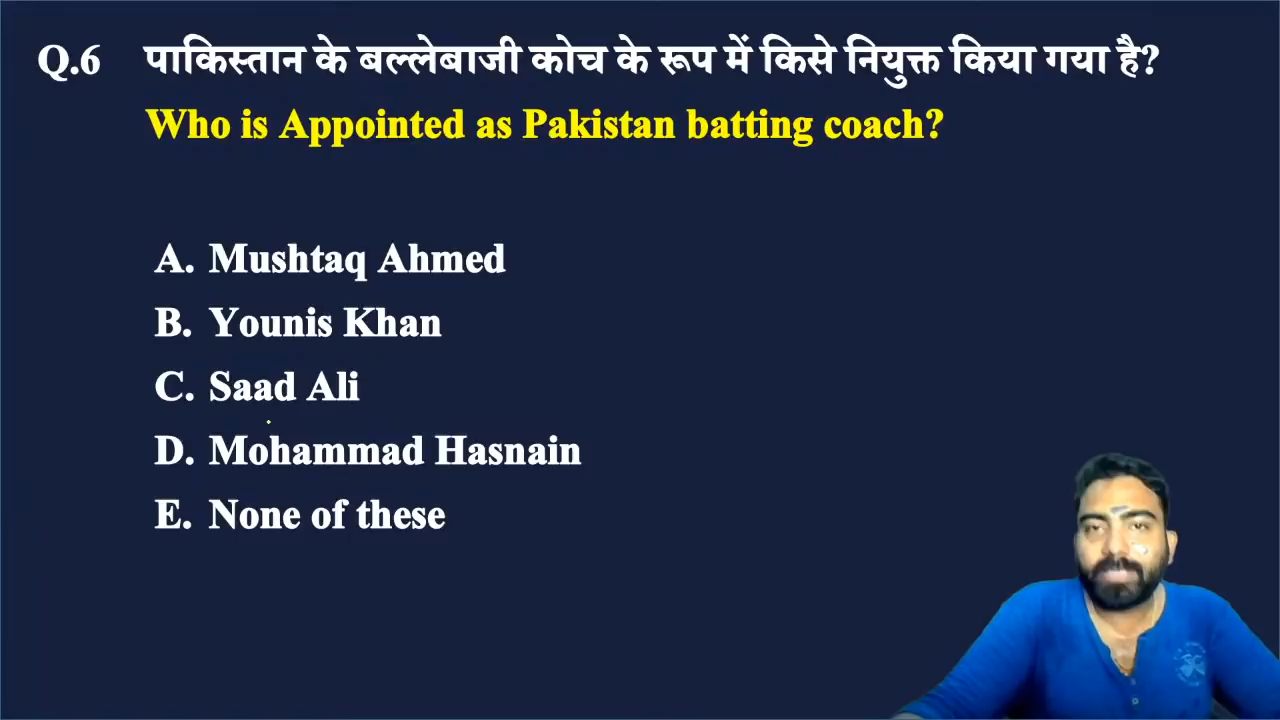 Q.6 पाकिस्तान के बल्लेबाजी कोच के रूप में किसे नियुक्त किया गया है?
Who is Appointed as Pakistan batting coach?
A. Mushtaq Ahmed
B. Younis Khan
C. Saad Ali
D. Mohammad Hasnain
E. None of these